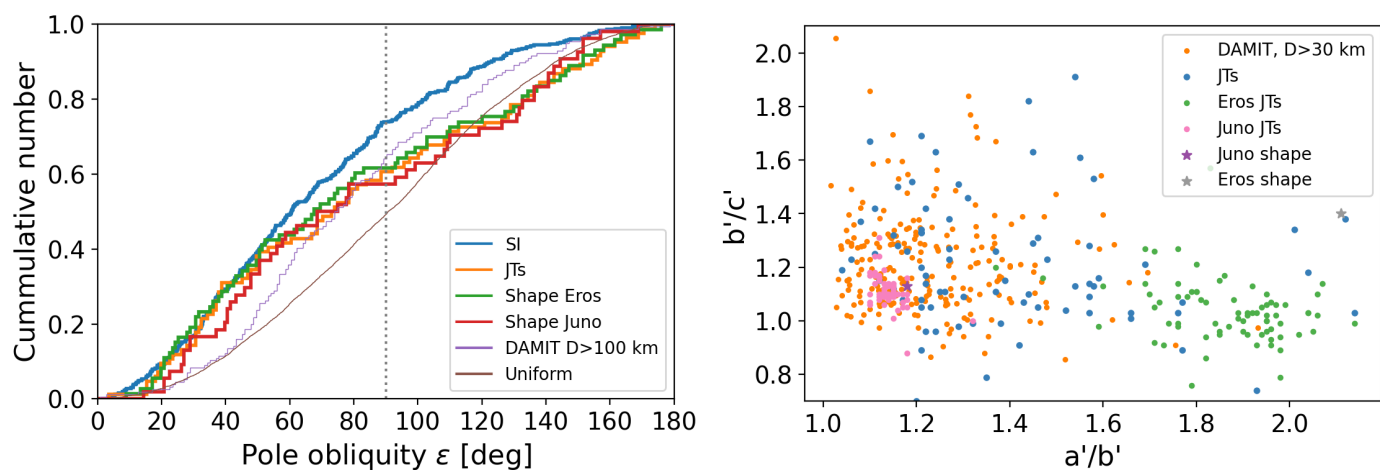 1.0
0.8
0.6
0.4
0.2
0.0
Cummulative number
0 20 40 60 80 100 120 140 160 180
Pole obliquity ε [deg]
SI
JTs
Shape Eros
Shape Juno
DAMIT D>100 km
Uniform
2.0
1.8
1.6
1.4
1.2
1.0
0.8
b'/c'
1.0 1.2 1.4 1.6 1.8 2.0
a'/b'
DAMIT, D>30 km
JTs
Eros JTs
Juno JTs
Juno shape
Eros shape